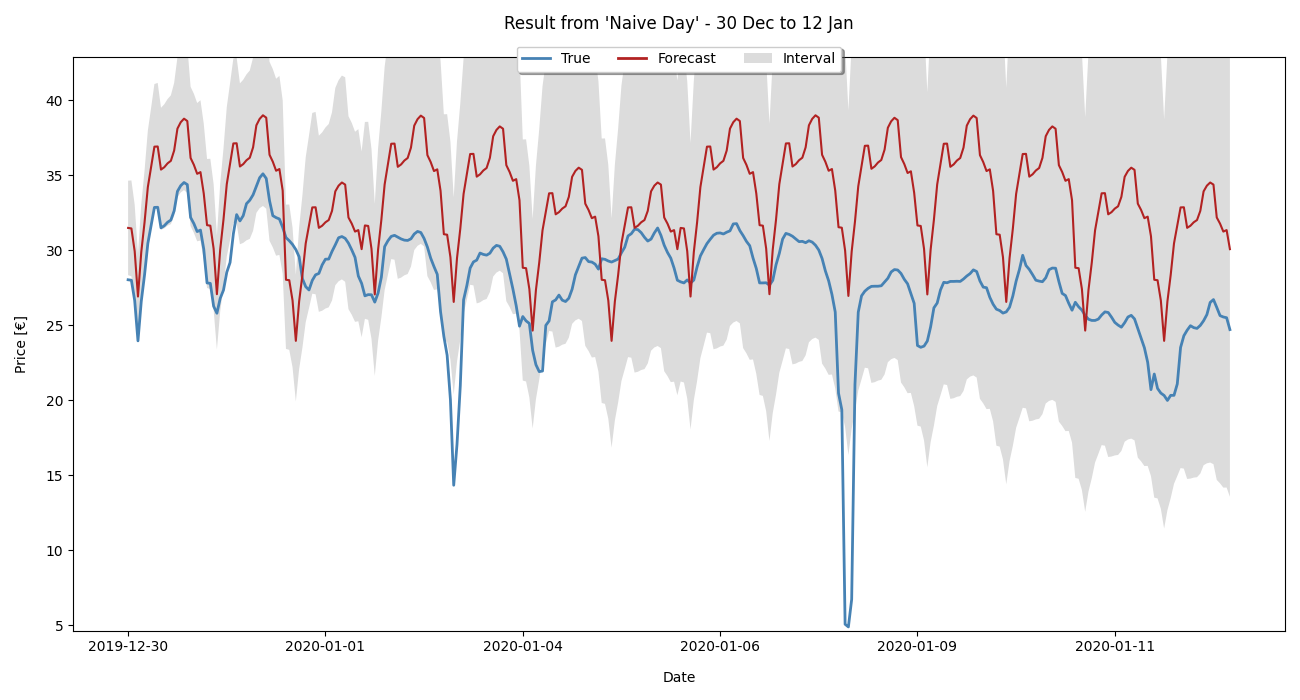 Result from 'Naive Day' - 30 Dec to 12 Jan
True Forecast Interval
40
35
30
25
20
15
10
5
Price [€]
2019-12-30 2020-01-01 2020-01-04 2020-01-06 2020-01-09 2020-01-11
Date